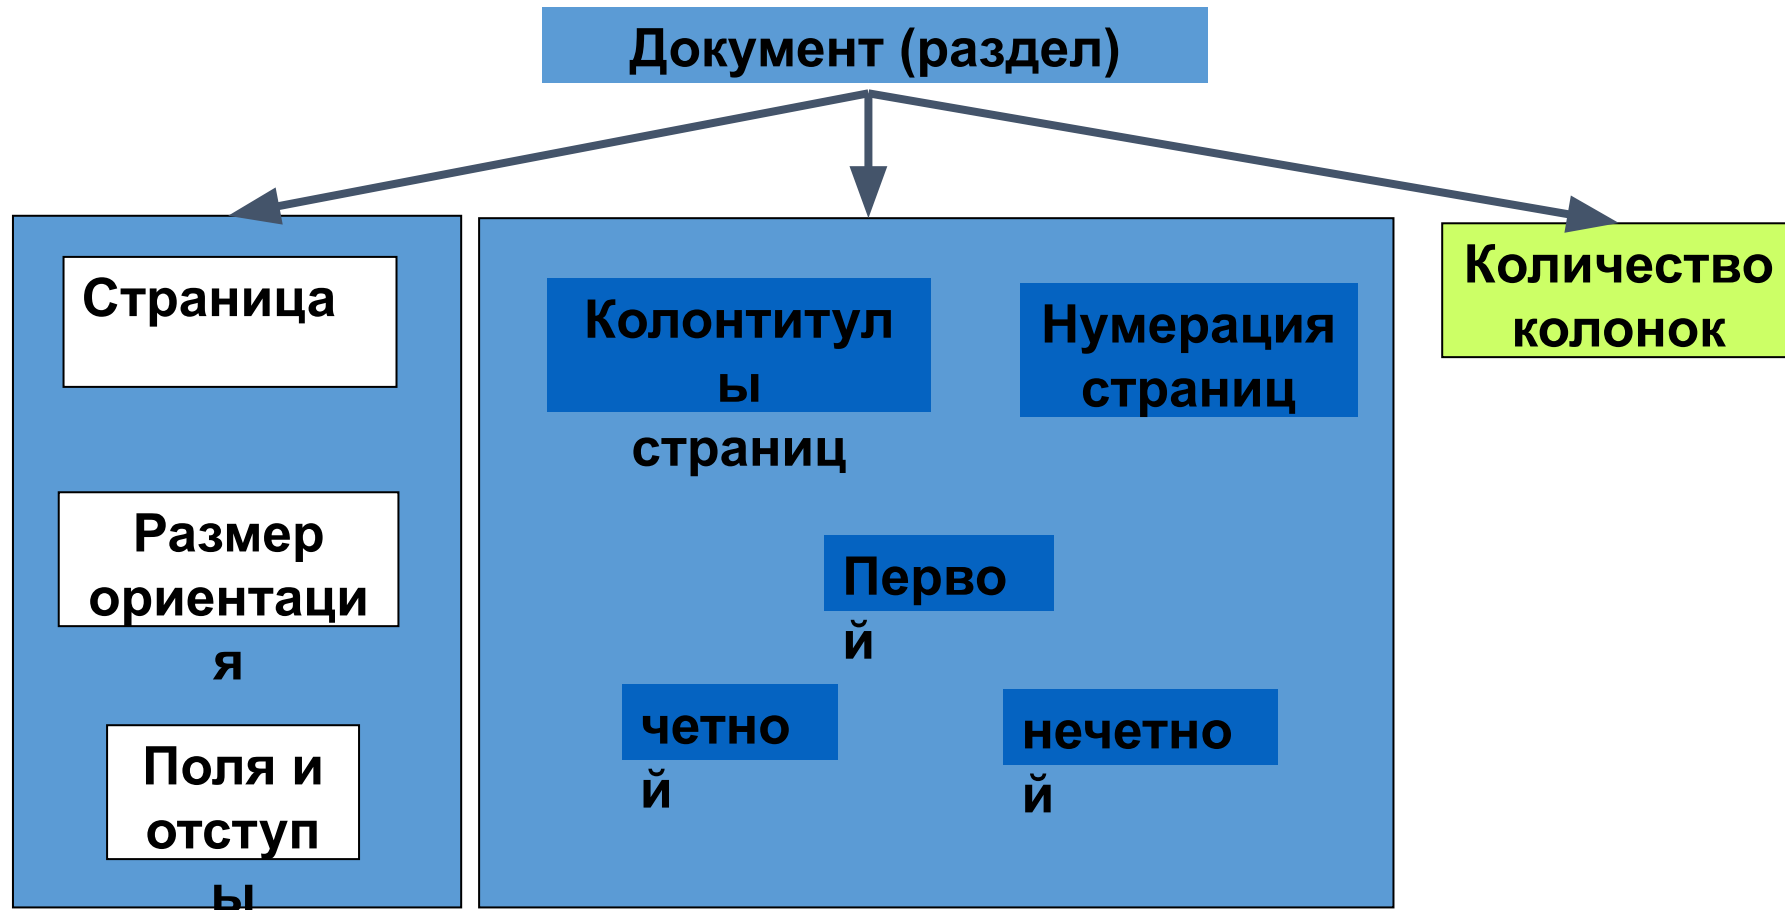 Документ (раздел)
Страница
Размер
ориентаци
я
Поля и
отступ
ы
Колонтитул
ы
страниц
Нумерация
страниц
Перво
й
четно
й
нечетно
й
Количество
колонок